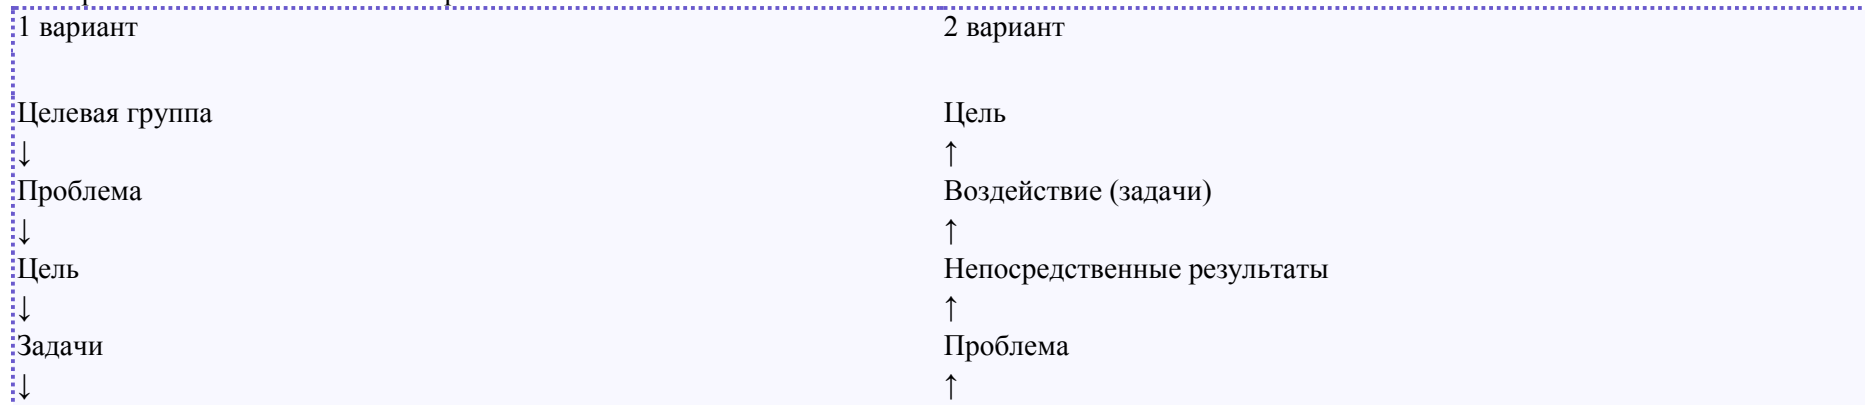 1 вариант
2 вариант
Целевая группа
Цель
↓
↑
Проблема
Воздействие (задачи)
↓
↑
Цель
Непосредственные результаты
↓
↑
Задачи
Проблема
↓
↑